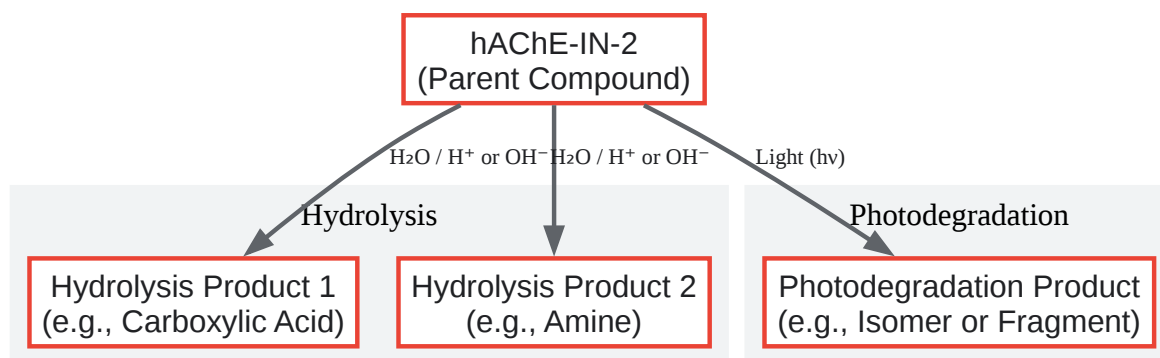 hAChE-IN-2
(Parent Compound)
H₂O / H⁺ or OH⁻
H₂O / H⁺ or OH⁻
Light (hν)
Hydrolysis
Photodegradation
Hydrolysis Product 1
(e.g., Carboxylic Acid)
Hydrolysis Product 2
(e.g., Amine)
Photodegradation Product
(e.g., Isomer or Fragment)